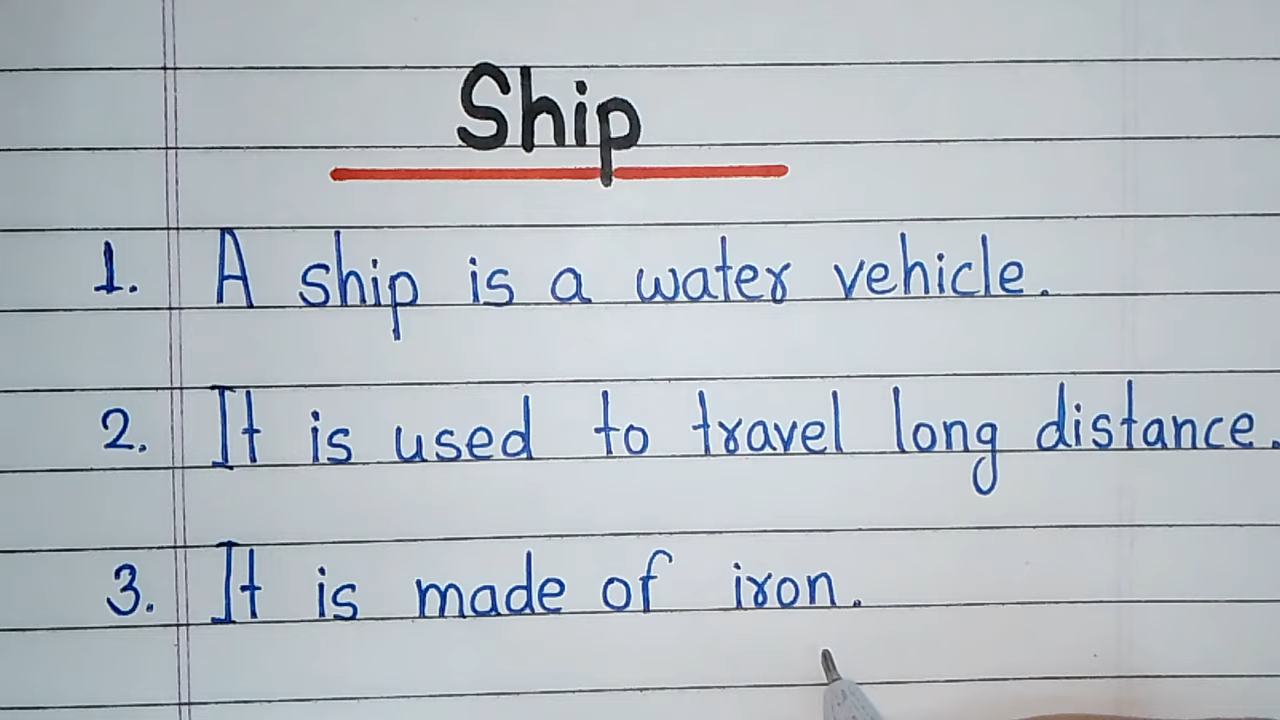 Ship
1. A ship is a water vehicle.
2. It is used to travel long distance.
3. It is made of iron.